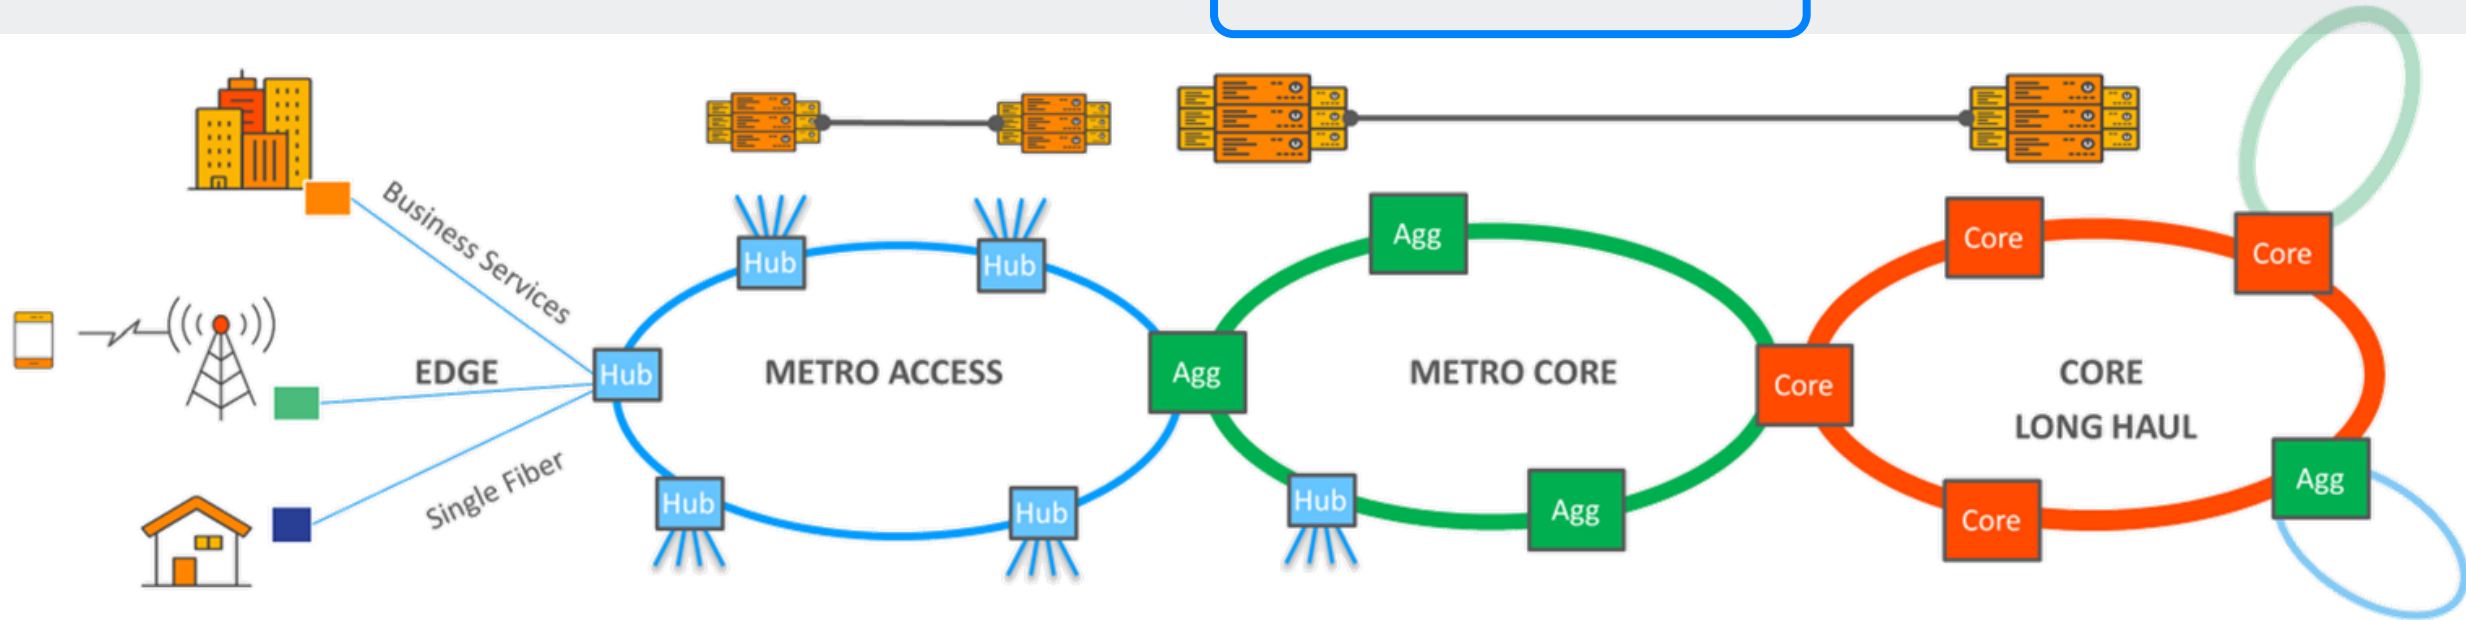 Business Services
EDGE
Single Fiber
Hub
Hub
Hub
METRO ACCESS
Hub
Hub
Agg
Agg
METRO CORE
Hub
Agg
Core
Core
Core
CORE
LONG HAUL
Core
Agg